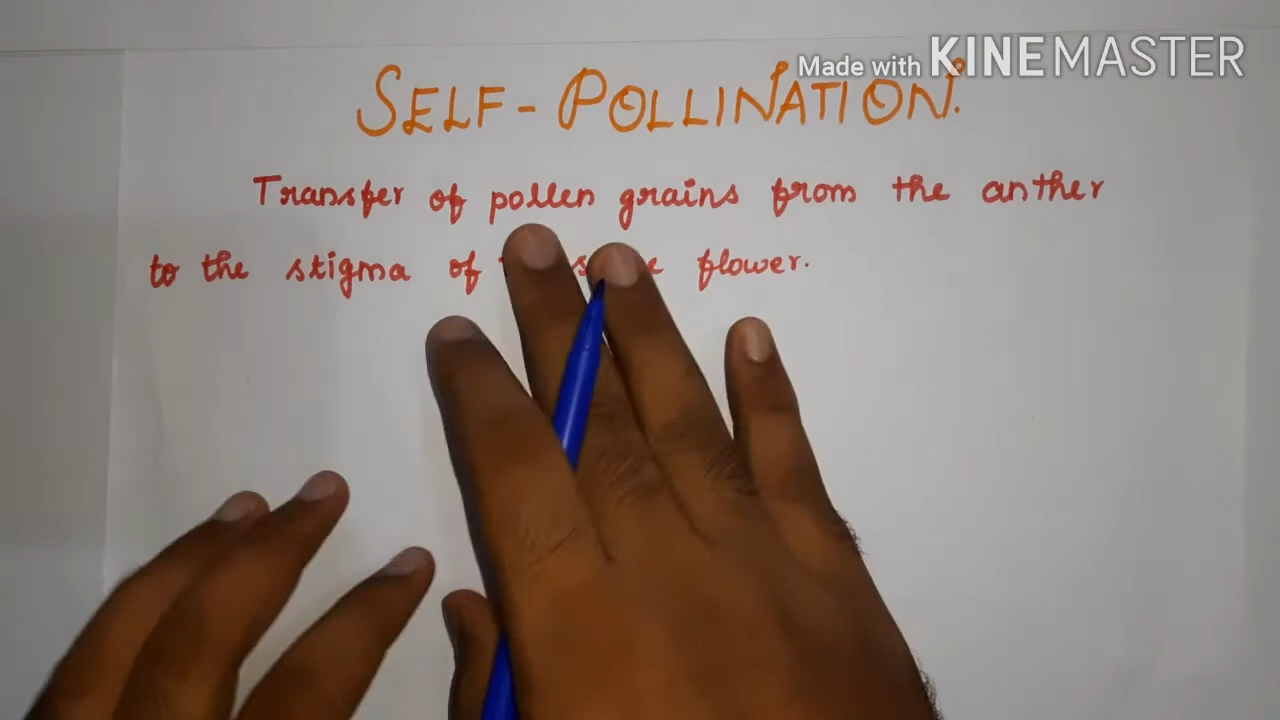 Made with KINEMASTER
SELF-POLLINATION.
Transfer of pollen grains from the anther
to the stigma of flower.